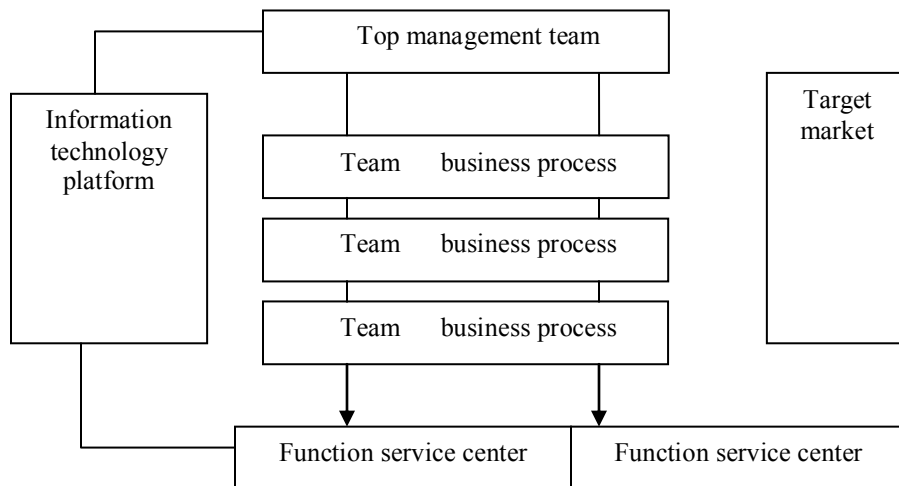 Top management team
Information
technology
platform
Target
market
Team business process
Team business process
Team business process
Function service center
Function service center